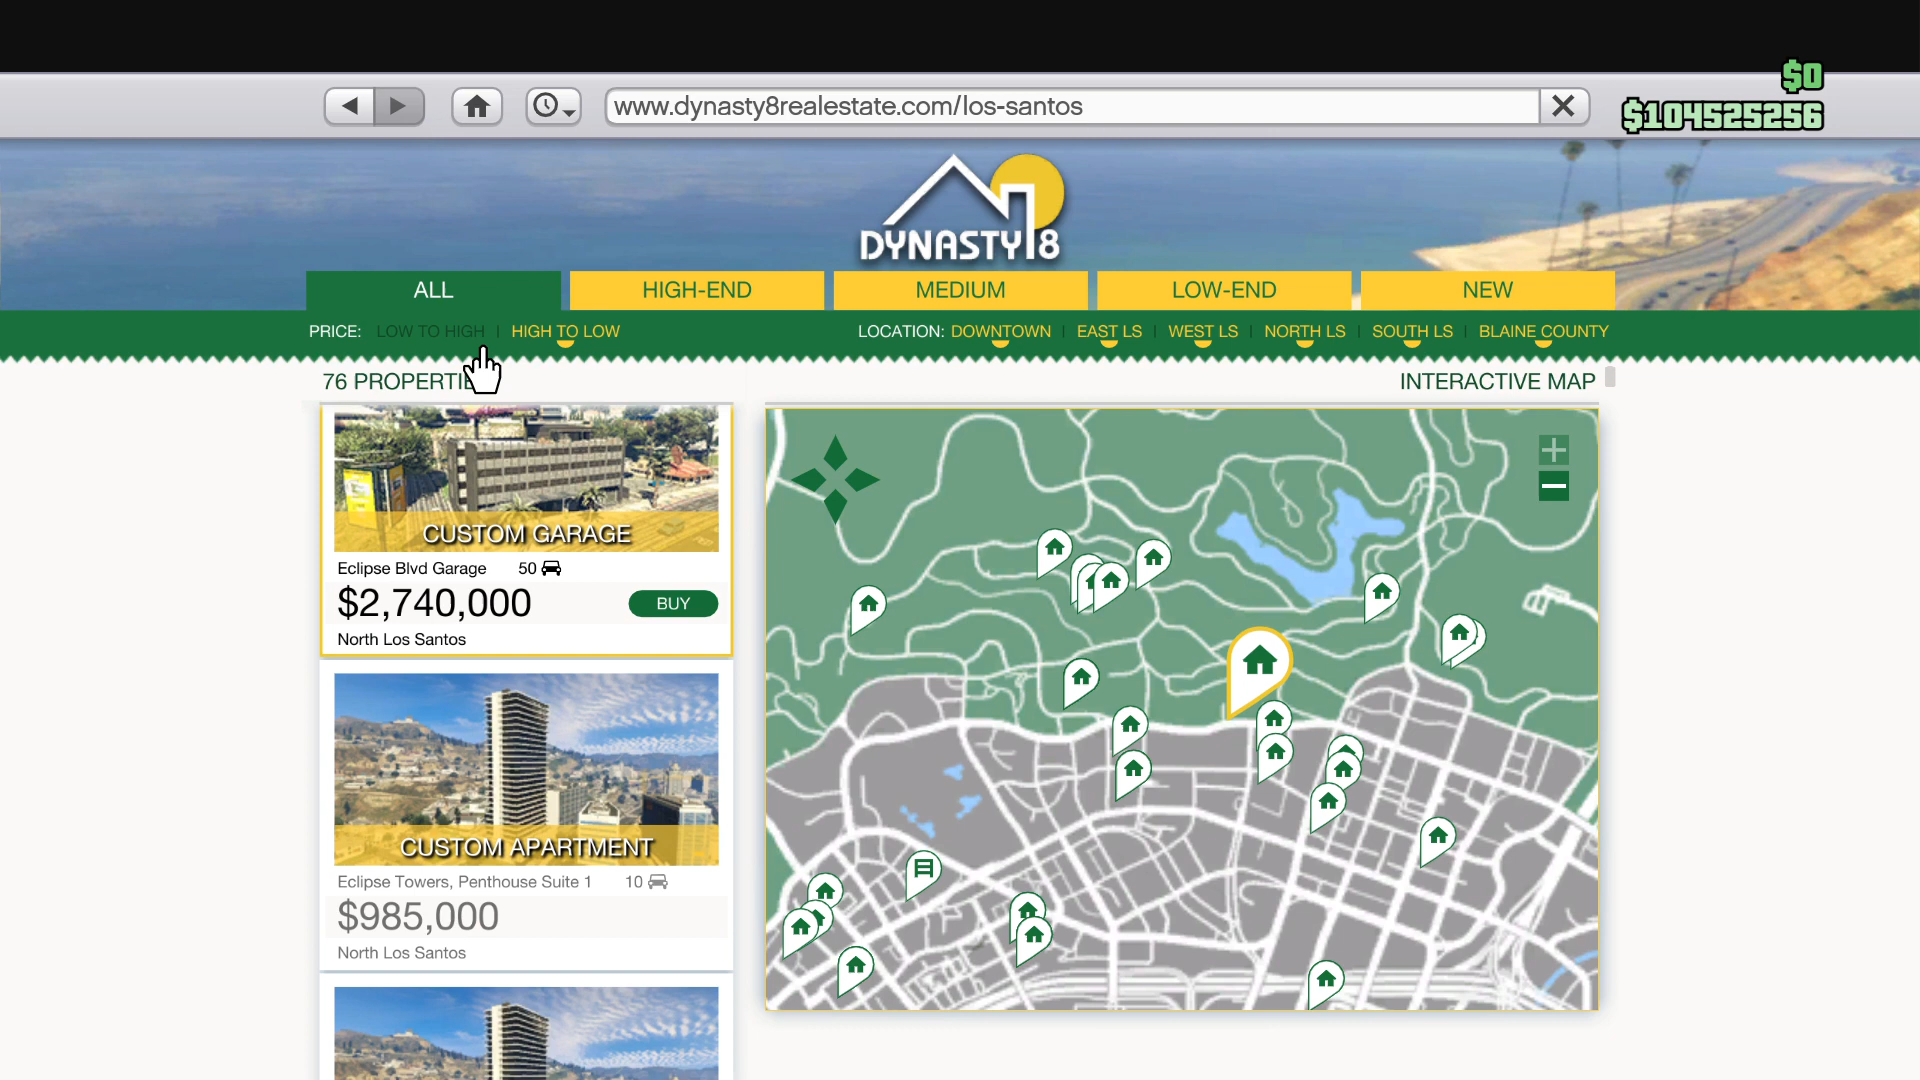 $0
www.dynasty8realestate.com/los-santos
$104525256
DYNASTY 8
ALL
HIGH-END
MEDIUM
LOW-END
NEW
PRICE: LOW TO HIGH | HIGH TO LOW
LOCATION: DOWNTOWN | EAST LS | WEST LS | NORTH LS | SOUTH LS | BLAINE COUNTY
76 PROPERTIE
INTERACTIVE MAP
CUSTOM GARAGE
Eclipse Blvd Garage 50
$2,740,000
BUY
North Los Santos
CUSTOM APARTMENT
Eclipse Towers, Penthouse Suite 1 10
$985,000
North Los Santos